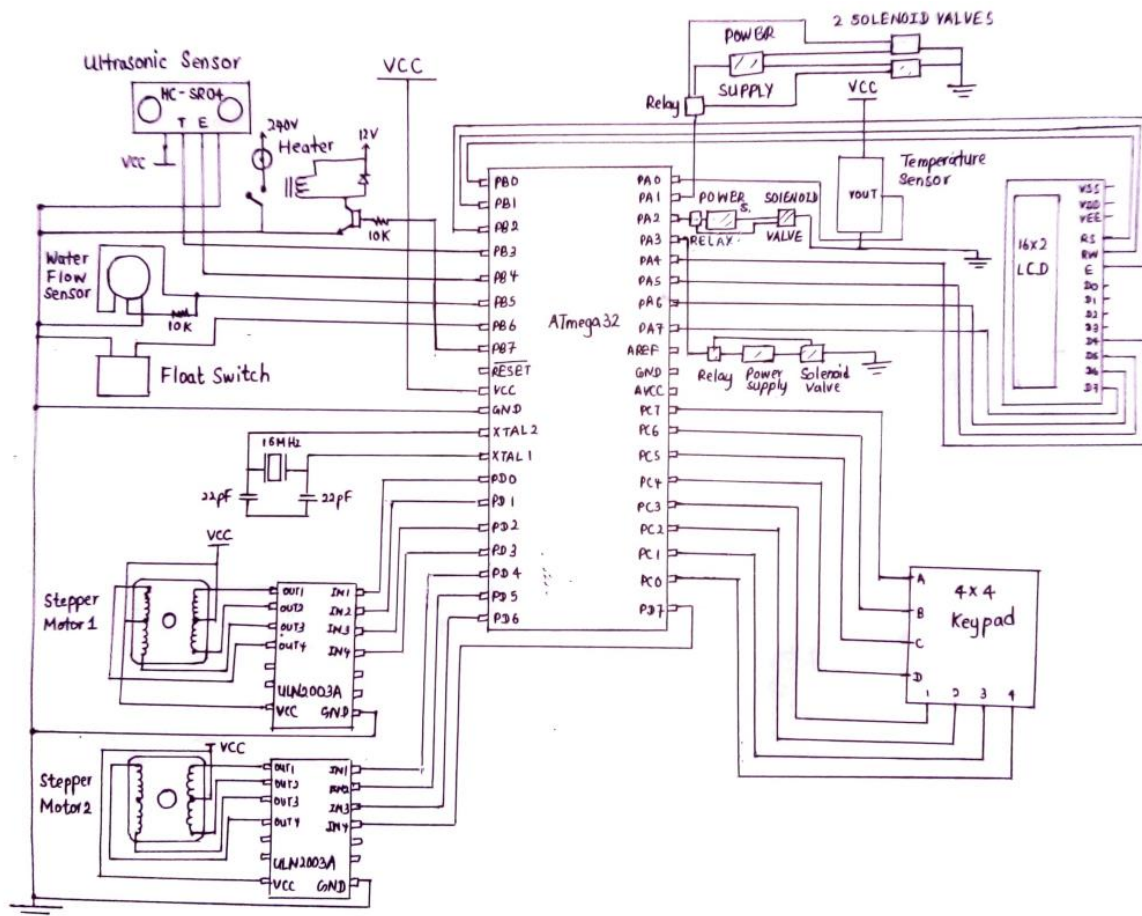 2 SOLENOID VALVES
POWER
SUPPLY
Relay
VCC
Ultrasonic Sensor
HC-SR04
T E
VCC
240V
Heater
12V
10K
VCC
Temperature
Sensor
VOUT
Water
Flow
Sensor
10K
Float Switch
ATmega32
PB0
PB1
PB2
PB3
PB4
PB5
PB6
PB7
RESET
VCC
GND
XTAL2
XTAL1
PD0
PD1
PD2
PD3
PD4
PD5
PD6
PA0
PA1
PA2
PA3
PA4
PA5
PA6
PA7
AREF
GND
AVCC
PC7
PC6
PC5
PC4
PC3
PC2
PC1
PC0
PD7
POWER
S.
RELAY
SOLENOID
VALVE
Relay
Power
supply
Solenoid
Valve
16x2
LCD
VSS
VDD
VEE
RS
RW
E
D0
D1
D2
D3
D4
D5
D6
D7
16MHz
22pF
22pF
VCC
Stepper
Motor 1
OUT1
OUT2
OUT3
OUT4
IN1
IN2
IN3
IN4
ULN2003A
VCC
GND
VCC
Stepper
Motor 2
OUT1
OUT2
OUT3
OUT4
IN1
IN2
IN3
IN4
ULN2003A
VCC
GND
4x4
Keypad
A
B
C
D
1 2 3 4